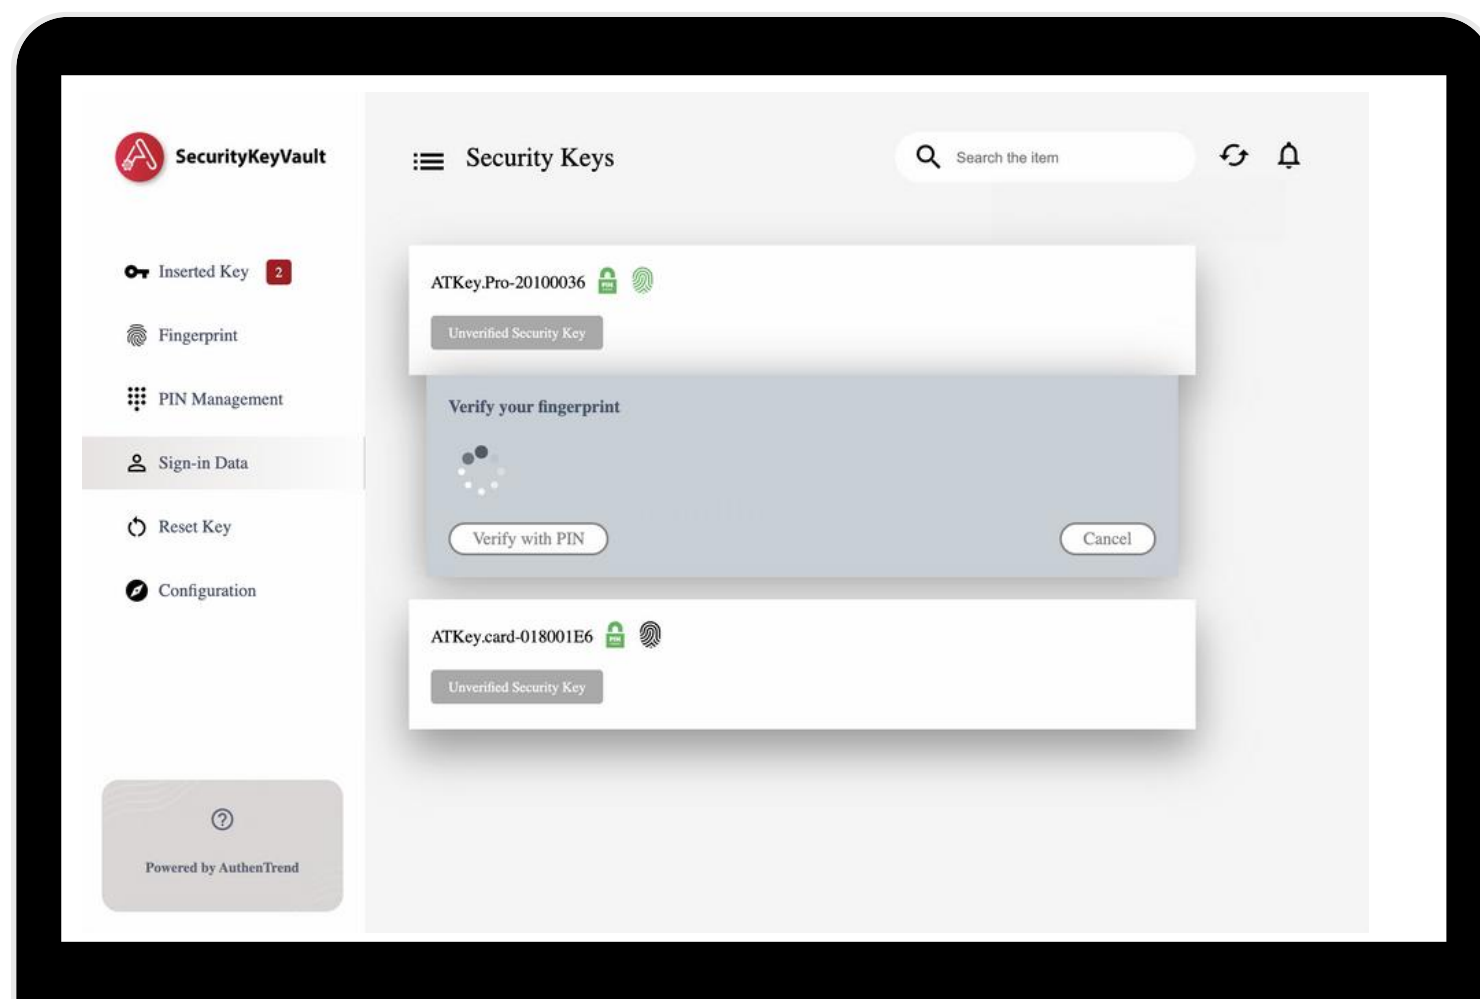 SecurityKeyVault
Security Keys
Search the item
Inserted Key 2
Fingerprint
PIN Management
Sign-in Data
Reset Key
Configuration
ATKey.Pro-20100036 PIN
Unverified Security Key
Verify your fingerprint
Verify with PIN
Cancel
ATKey.card-018001E6 PIN
Unverified Security Key
?
Powered by AuthenTrend